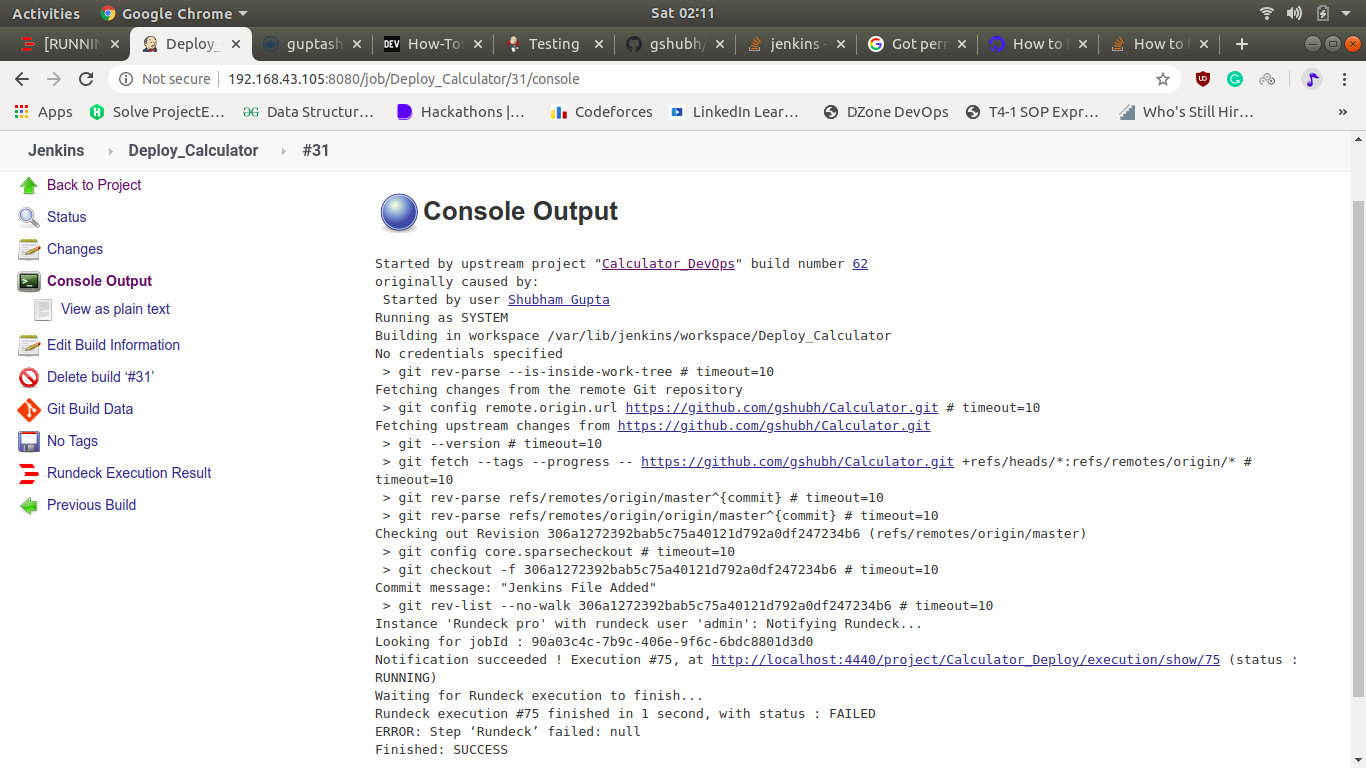 Activities Google Chrome Sat 02:11
[RUNNIN Deploy_ guptash How-To: Testing gshubh/ jenkins - Got perm How to f How to f
Not secure 192.168.43.105:8080/job/Deploy_Calculator/31/console
Apps Solve ProjectE… Data Structur… Hackathons |… Codeforces LinkedIn Lear… DZone DevOps T4-1 SOP Expr… Who's Still Hir… »
Jenkins Deploy_Calculator #31
Back to Project
Status
Changes
Console Output
View as plain text
Edit Build Information
Delete build ‘#31’
Git Build Data
No Tags
Rundeck Execution Result
Previous Build
Console Output
Started by upstream project "Calculator_DevOps" build number 62
originally caused by:
Started by user Shubham Gupta
Running as SYSTEM
Building in workspace /var/lib/jenkins/workspace/Deploy_Calculator
No credentials specified
> git rev-parse --is-inside-work-tree # timeout=10
Fetching changes from the remote Git repository
> git config remote.origin.url https://github.com/gshubh/Calculator.git # timeout=10
Fetching upstream changes from https://github.com/gshubh/Calculator.git
> git --version # timeout=10
> git fetch --tags --progress -- https://github.com/gshubh/Calculator.git +refs/heads/*:refs/remotes/origin/* #
timeout=10
> git rev-parse refs/remotes/origin/master^{commit} # timeout=10
> git rev-parse refs/remotes/origin/origin/master^{commit} # timeout=10
Checking out Revision 306a1272392bab5c75a40121d792a0df247234b6 (refs/remotes/origin/master)
> git config core.sparsecheckout # timeout=10
> git checkout -f 306a1272392bab5c75a40121d792a0df247234b6 # timeout=10
Commit message: "Jenkins File Added"
> git rev-list --no-walk 306a1272392bab5c75a40121d792a0df247234b6 # timeout=10
Instance 'Rundeck pro' with rundeck user 'admin': Notifying Rundeck...
Looking for jobId : 90a03c4c-7b9c-406e-9f6c-6bdc8801d3d0
Notification succeeded ! Execution #75, at http://localhost:4440/project/Calculator_Deploy/execution/show/75 (status :
RUNNING)
Waiting for Rundeck execution to finish...
Rundeck execution #75 finished in 1 second, with status : FAILED
ERROR: Step ‘Rundeck’ failed: null
Finished: SUCCESS